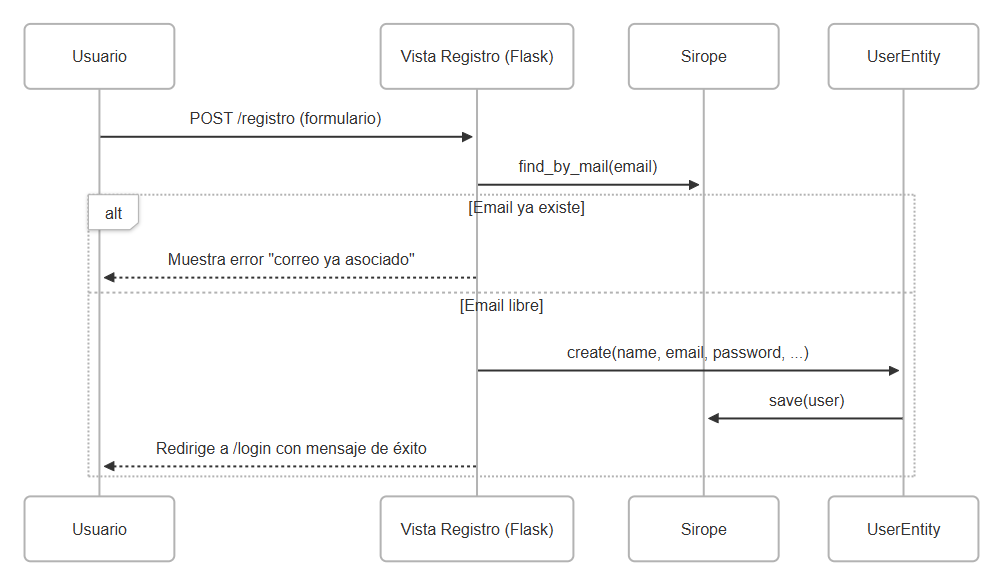 Usuario
Vista Registro (Flask)
Sirope
UserEntity
POST /registro (formulario)
find_by_mail(email)
alt
[Email ya existe]
Muestra error "correo ya asociado"
[Email libre]
create(name, email, password, ...)
save(user)
Redirige a /login con mensaje de éxito
Usuario
Vista Registro (Flask)
Sirope
UserEntity